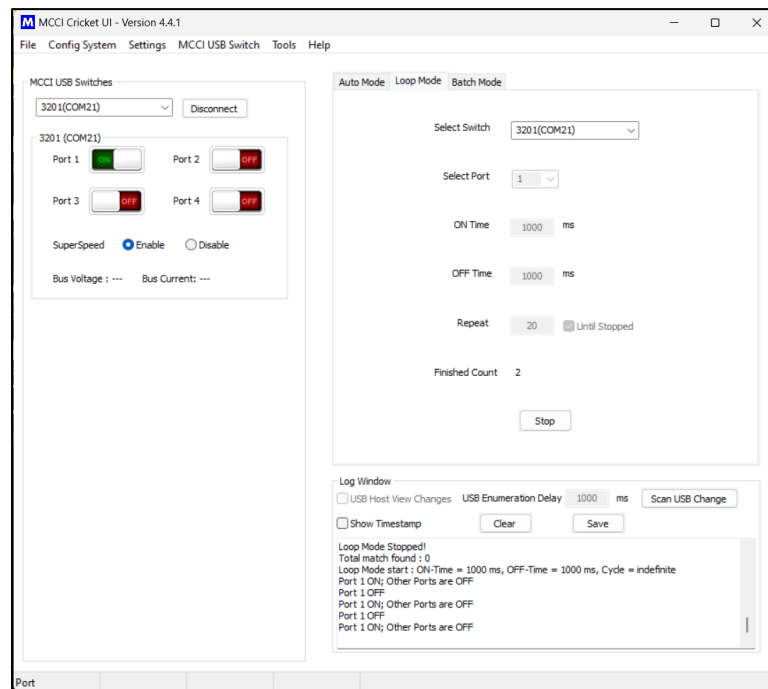 M MCCI Cricket UI - Version 4.4.1
File Config System Settings MCCI USB Switch Tools Help
MCCI USB Switches
3201(COM21) Disconnect
3201 (COM21)
Port 1 ON Port 2 OFF
Port 3 OFF Port 4 OFF
SuperSpeed Enable Disable
Bus Voltage : --- Bus Current: ---
Auto Mode Loop Mode Batch Mode
Select Switch 3201(COM21)
Select Port 1
ON Time 1000 ms
OFF Time 1000 ms
Repeat 20 Until Stopped
Finished Count 2
Stop
Log Window
USB Host View Changes USB Enumeration Delay 1000 ms Scan USB Change
Show Timestamp Clear Save
Loop Mode Stopped!
Total match found : 0
Loop Mode start : ON-Time = 1000 ms, OFF-Time = 1000 ms, Cycle = indefinite
Port 1 ON; Other Ports are OFF
Port 1 OFF
Port 1 ON; Other Ports are OFF
Port 1 OFF
Port 1 ON; Other Ports are OFF
Port